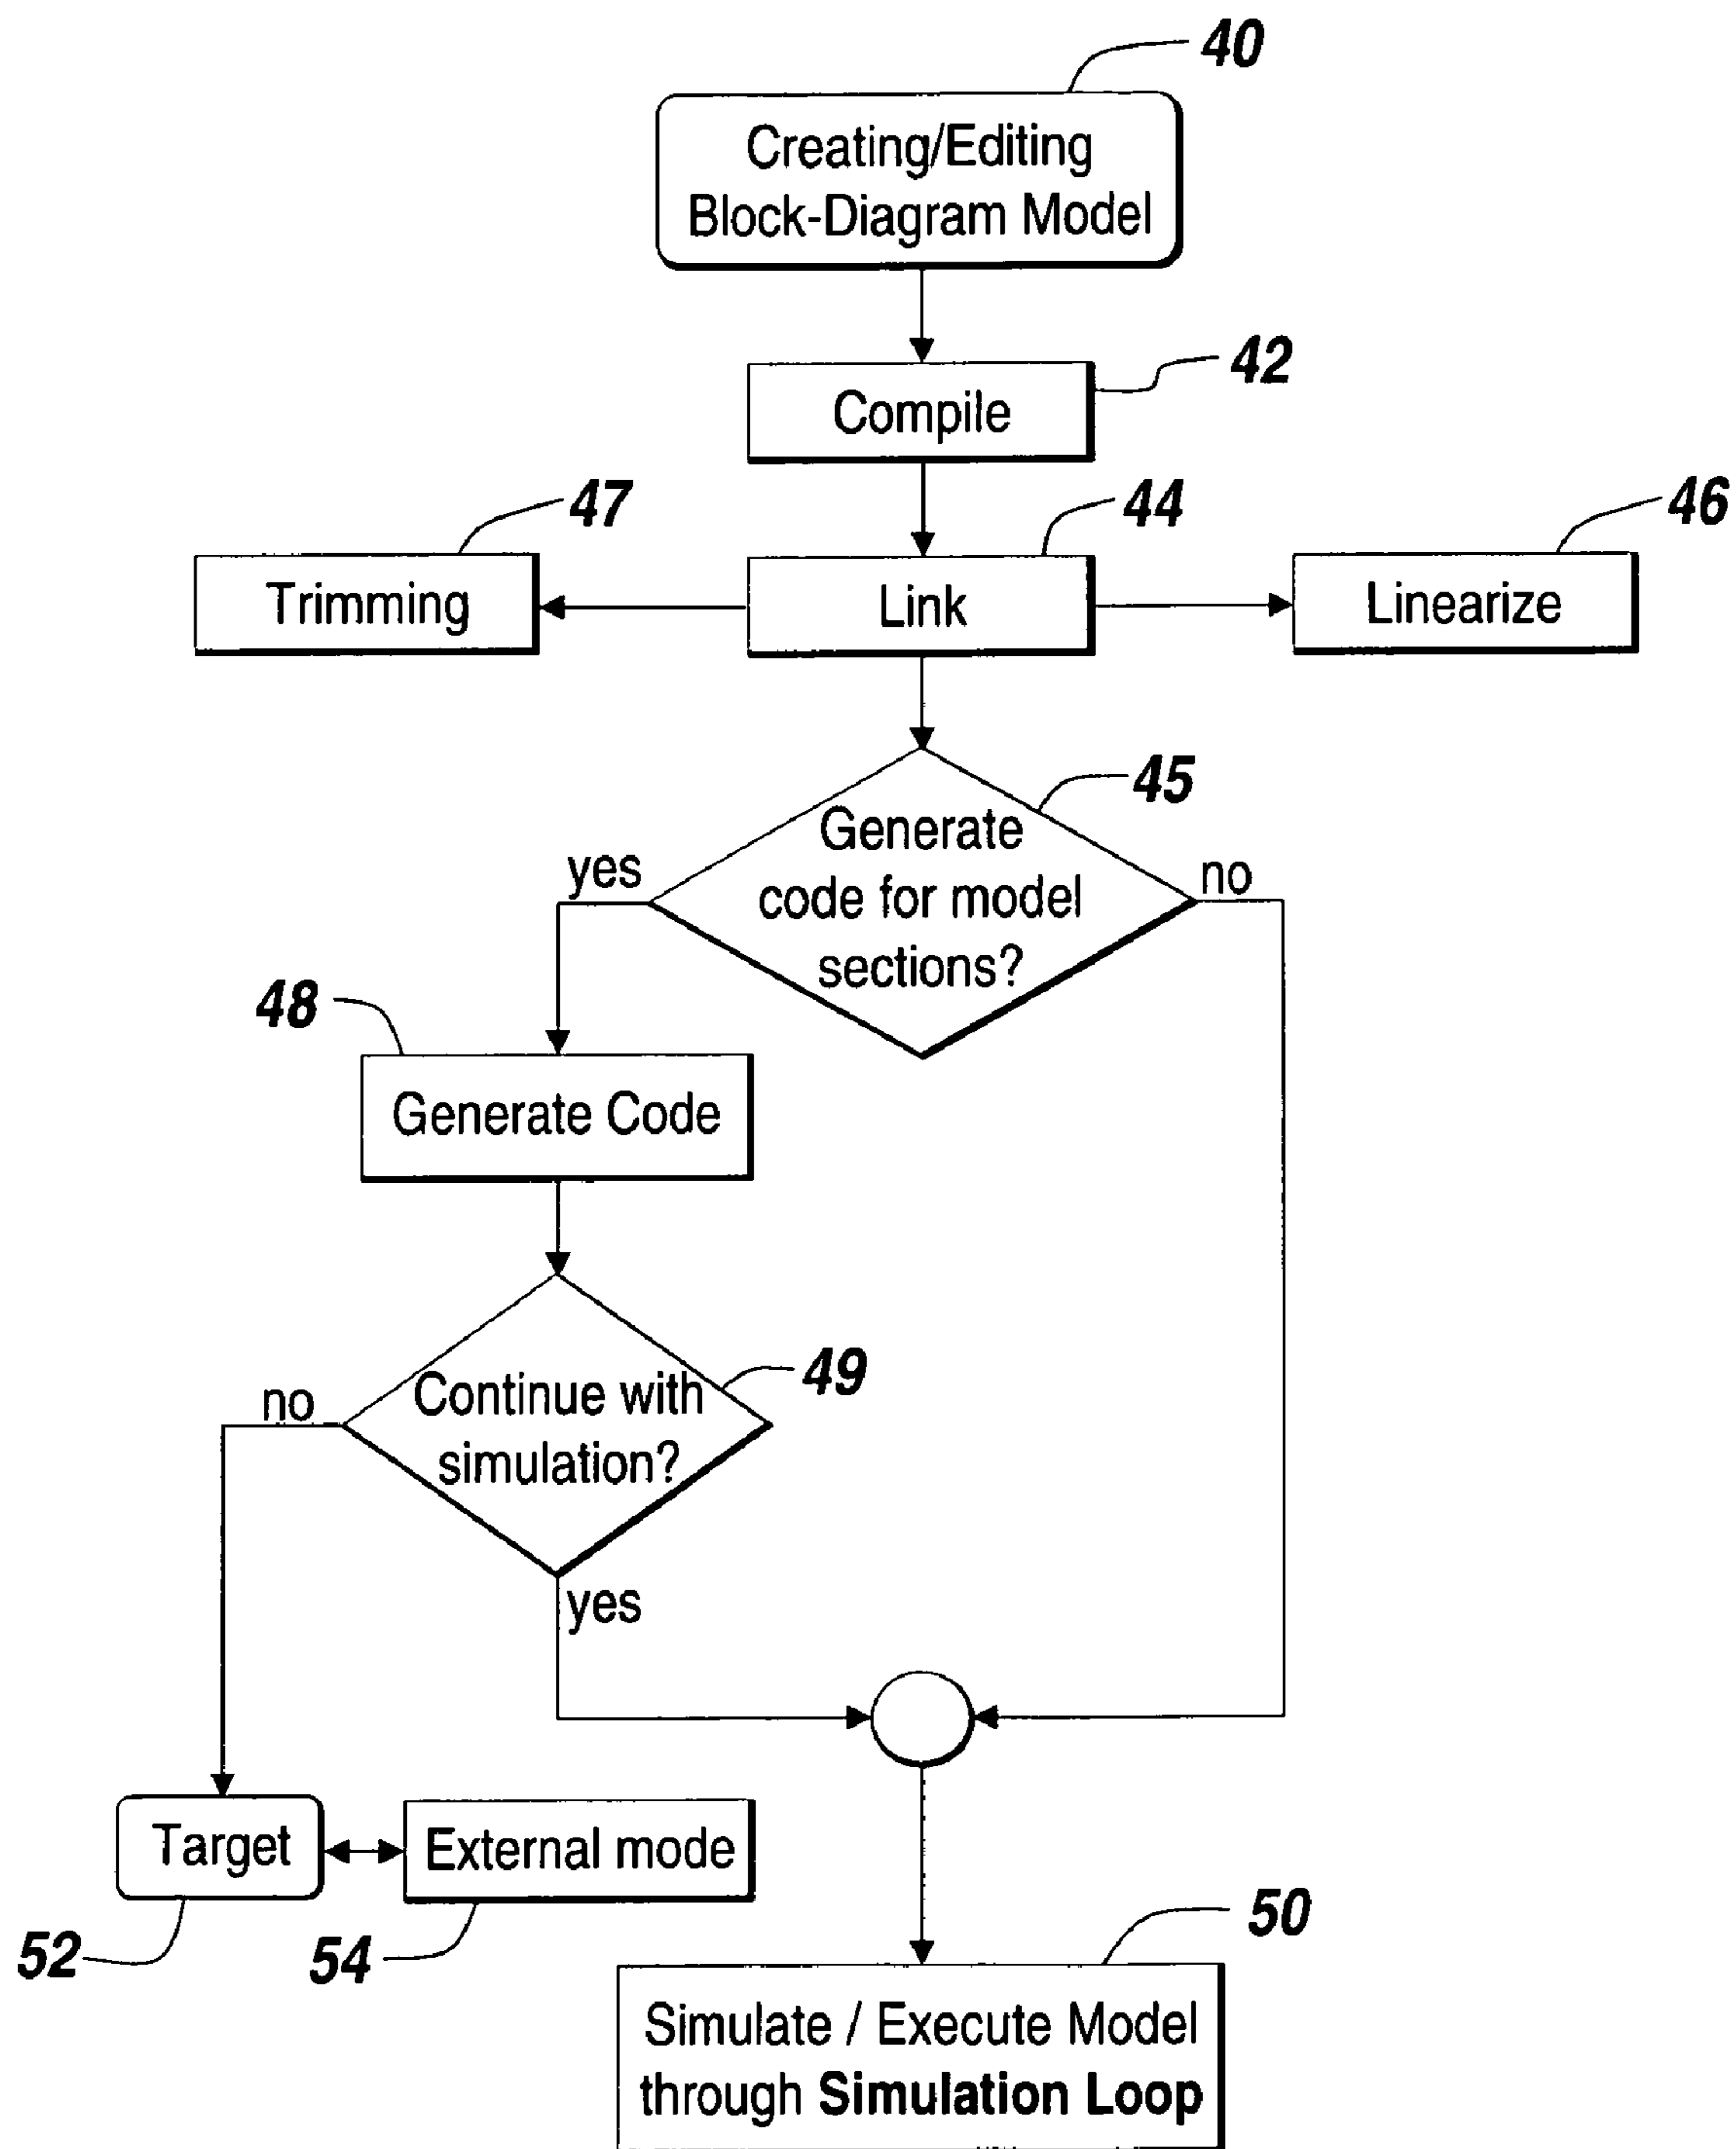 40
Creating/Editing
Block-Diagram Model
42
Compile
47
44
46
Trimming
Link
Linearize
45
Generate
code for model
sections?
yes
no
48
Generate Code
49
Continue with
simulation?
no
yes
Target
External mode
52
54
50
Simulate / Execute Model
through Simulation Loop